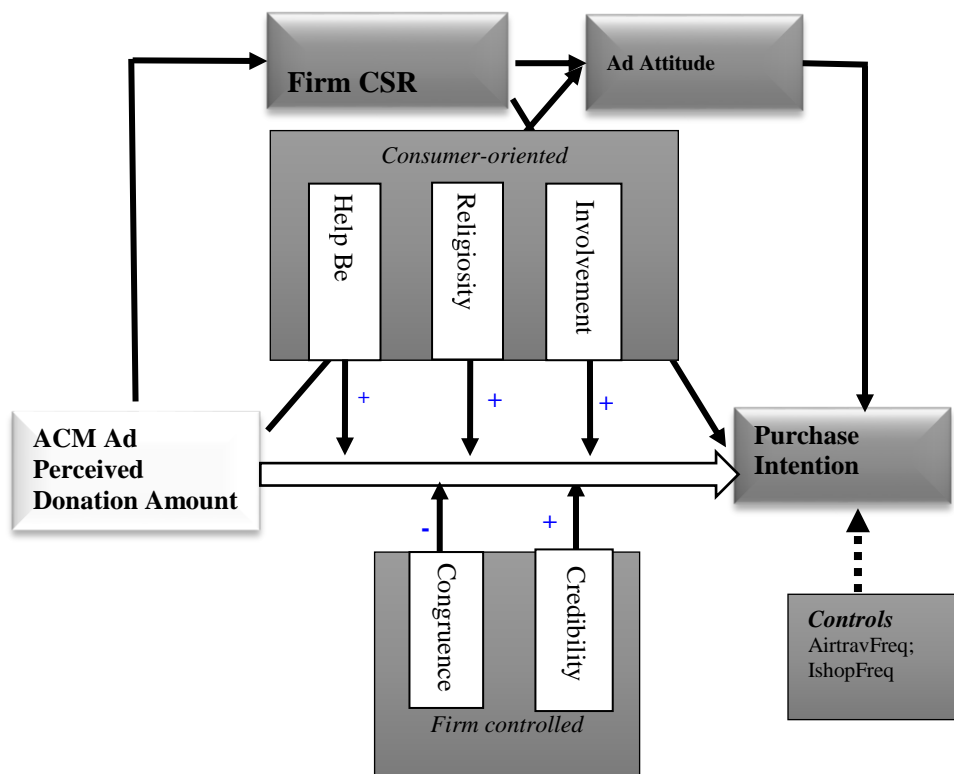 Firm CSR
Ad Attitude
Consumer-oriented
Help Be
Religiosity
Involvement
+
+
+
ACM Ad
Perceived
Donation Amount
Purchase
Intention
-
+
Congruence
Credibility
Firm controlled
Controls
AirtravFreq;
IshopFreq